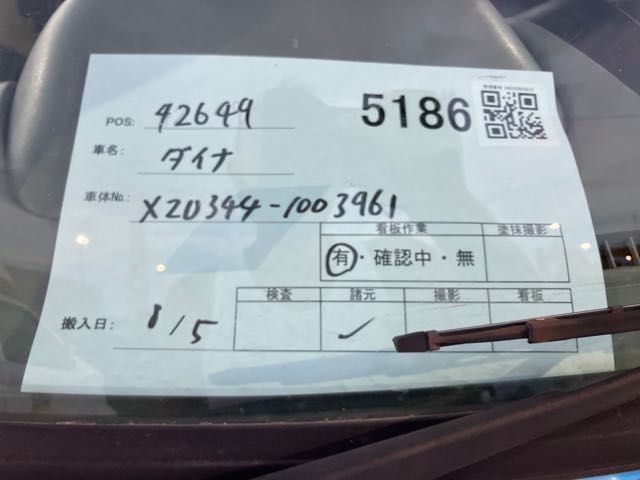 POS: 42649
5186
車名: ダイナ
車体No.: XZU344-1003961
看板作業 塗抹撮影
有・確認中・無
検査 諸元 撮影 看板
搬入日: 8/5 ✓